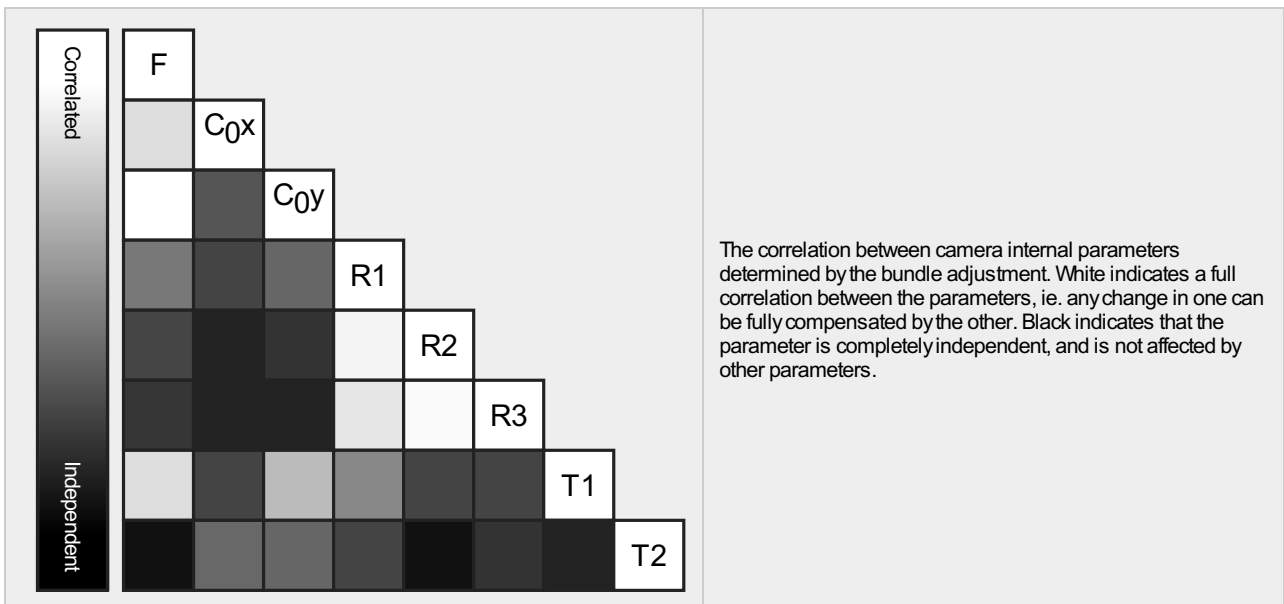 Correlated
Independent
F
C0x
C0y
R1
R2
R3
T1
T2
The correlation between camera internal parameters
determined by the bundle adjustment. White indicates a full
correlation between the parameters, ie. any change in one can
be fully compensated by the other. Black indicates that the
parameter is completely independent, and is not affected by
other parameters.